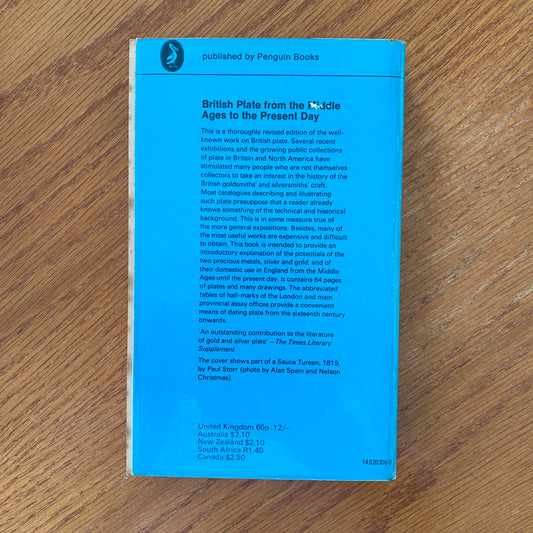 published by Penguin Books
British Plate from the Middle
Ages to the Present Day
This is a thoroughly revised edition of the well-
known work on British plate. Several recent
exhibitions and the growing public collections
of plate in Britain and North America have
stimulated many people who are not themselves
collectors to take an interest in the history of the
British goldsmiths' and silversmiths' craft.
Most catalogues describing and illustrating
such plate presuppose that a reader already
knows something of the technical and historical
background. This is in some measure true of
the more general expositions. Besides, many of
the most useful works are expensive and difficult
to obtain. This book is intended to provide an
introductory explanation of the potentials of the
two precious metals, silver and gold, and of
their domestic use in England from the Middle
Ages until the present day. It contains 64 pages
of plates and many drawings. The abbreviated
tables of hall-marks of the London and main
provincial assay offices provide a convenient
means of dating plate from the sixteenth century
onwards.
'An outstanding contribution to the literature
of gold and silver plate' – The Times Literary
Supplement
The cover shows part of a Sauce Tureen, 1819,
by Paul Storr (photo by Alan Spain and Nelson
Christmas)
United Kingdom 60p 12/–
Australia $2.10
New Zealand $2.10
South Africa R1.40
Canada $2.50